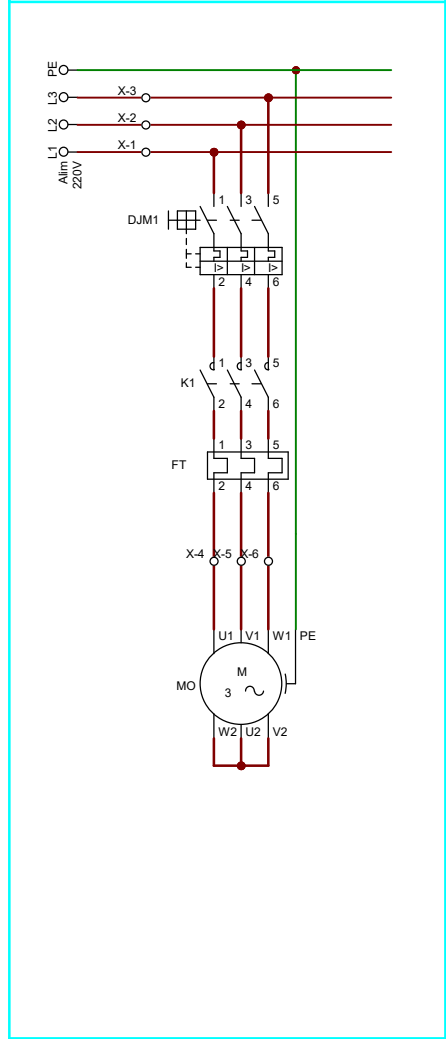 PE
L3 X-3
L2 X-2
L1 X-1
Alim
220V
1 3 5
DJM1
I> I> I>
2 4 6
1 3 5
K1
2 4 6
1 3 5
FT
2 4 6
X-4 X-5 X-6
U1 V1 W1 PE
M
MO
3
W2 U2 V2